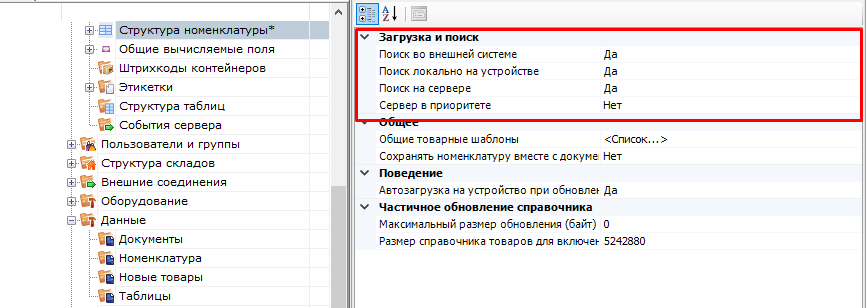 Структура номенклатуры*
Общие вычисляемые поля
Штрихкоды контейнеров
Этикетки
Структура таблиц
События сервера
Пользователи и группы
Структура складов
Внешние соединения
Оборудование
Данные
Документы
Номенклатура
Новые товары
Таблицы
Загрузка и поиск
Поиск во внешней системе Да
Поиск локально на устройстве Да
Поиск на сервере Да
Сервер в приоритете Нет
Общее
Общие товарные шаблоны <Список...>
Сохранять номенклатуру вместе с докумен Нет
Поведение
Автозагрузка на устройство при обновлен Да
Частичное обновление справочника
Максимальный размер обновления (байт) 0
Размер справочника товаров для включен 5242880